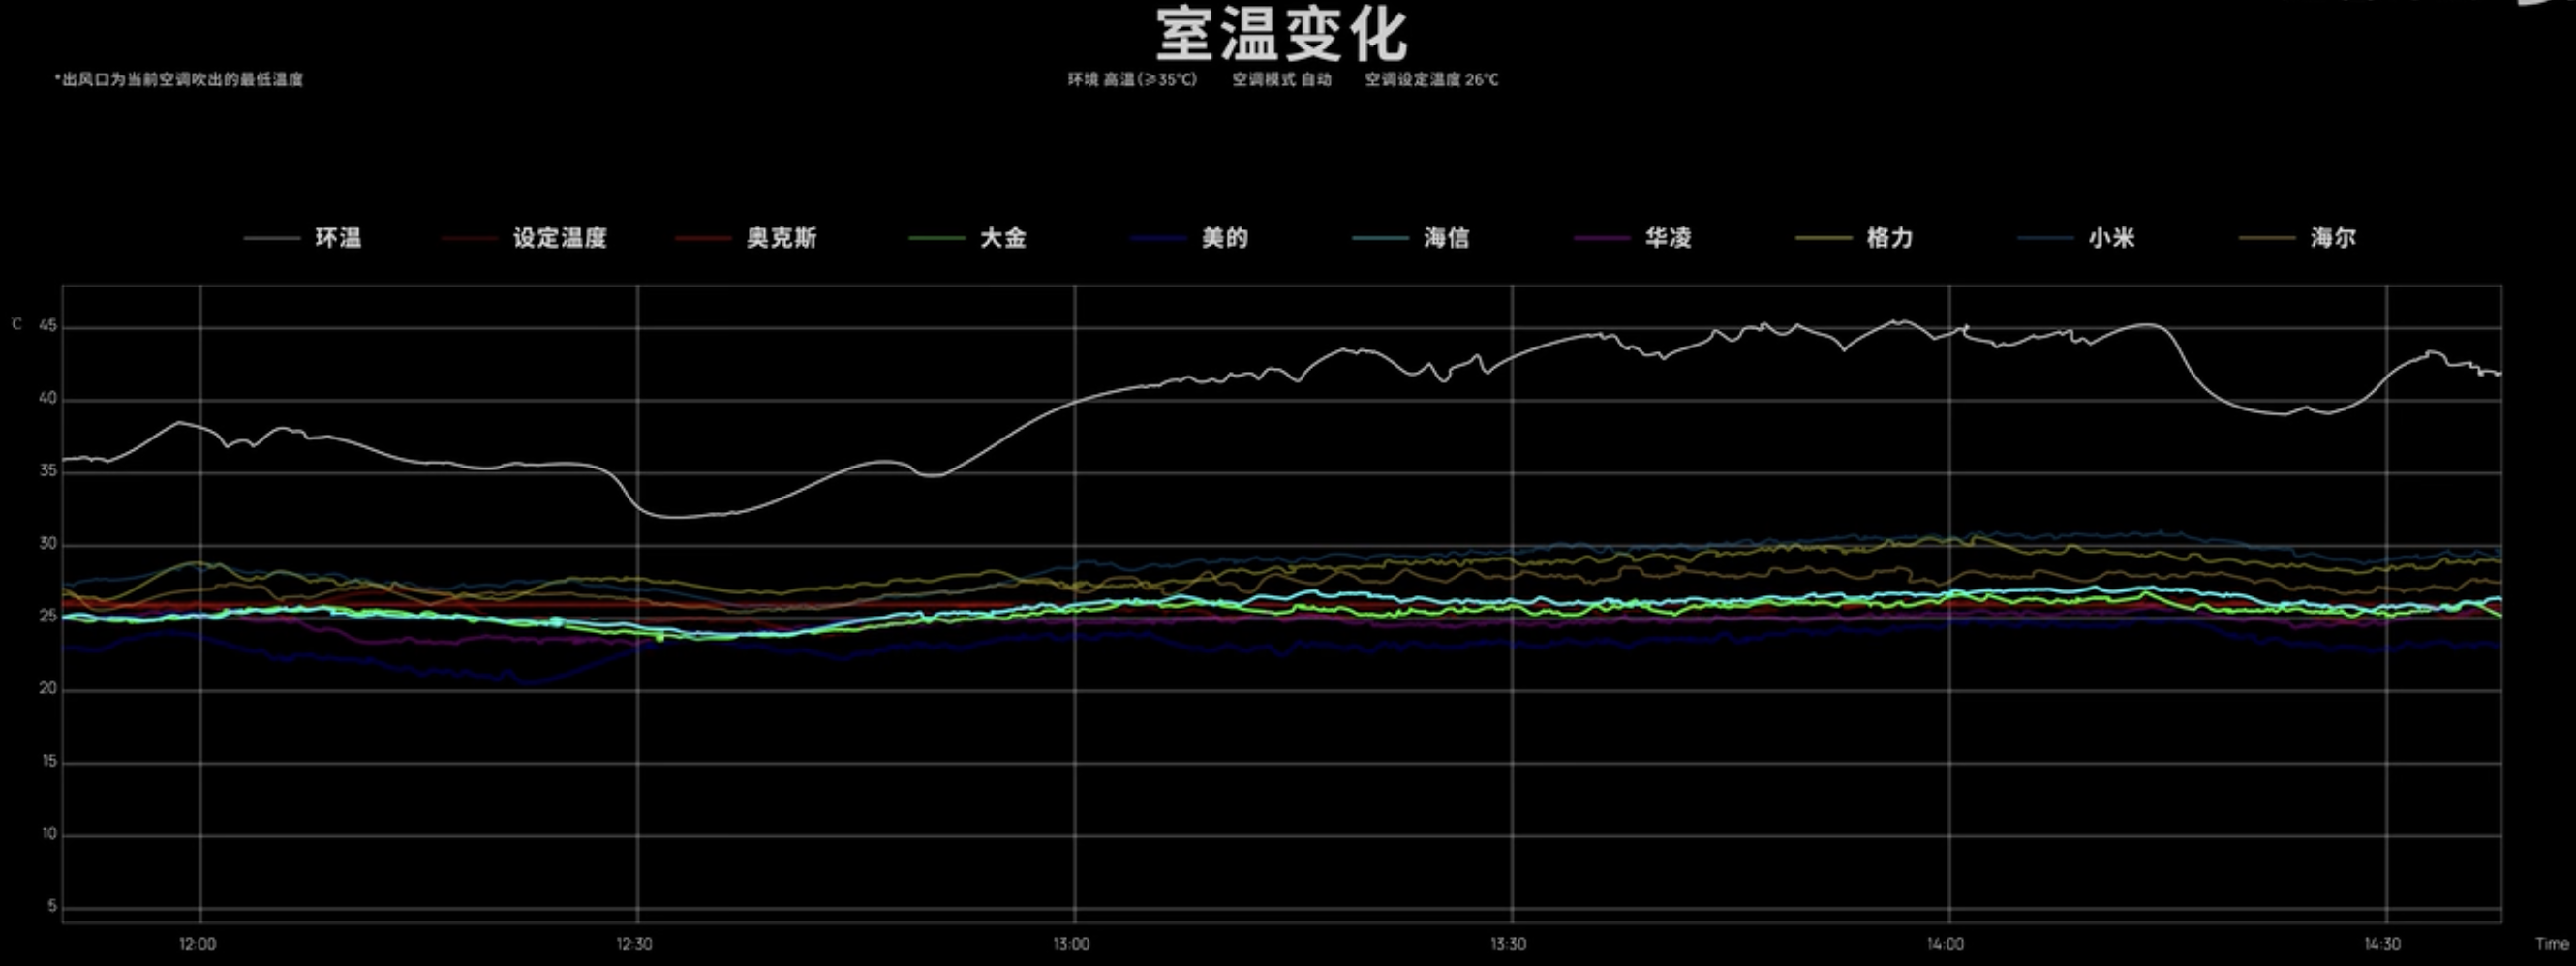 室温变化
*出风口为当前空调吹出的最低温度
环境 高温(≥35℃) 空调模式 自动 空调设定温度 26℃
环温 设定温度 奥克斯 大金 美的 海信 华凌 格力 小米 海尔
℃ 45
40
35
30
25
20
15
10
5
12:00 12:30 13:00 13:30 14:00 14:30 Time